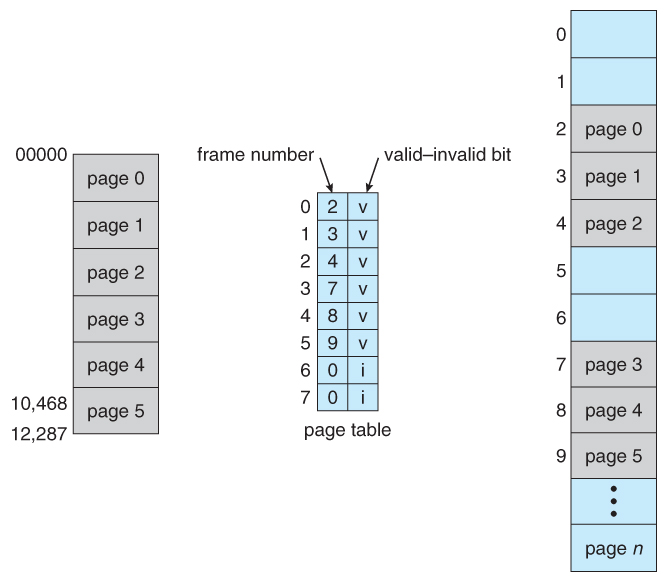 00000
page 0
page 1
page 2
page 3
page 4
page 5
10,468
12,287
frame number
valid–invalid bit
0 2 v
1 3 v
2 4 v
3 7 v
4 8 v
5 9 v
6 0 i
7 0 i
page table
0
1
2 page 0
3 page 1
4 page 2
5
6
7 page 3
8 page 4
9 page 5
page n